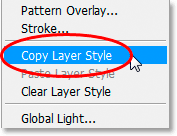 Pattern Overlay...
Stroke...
Copy Layer Style
Paste Layer Style
Clear Layer Style
Global Light...